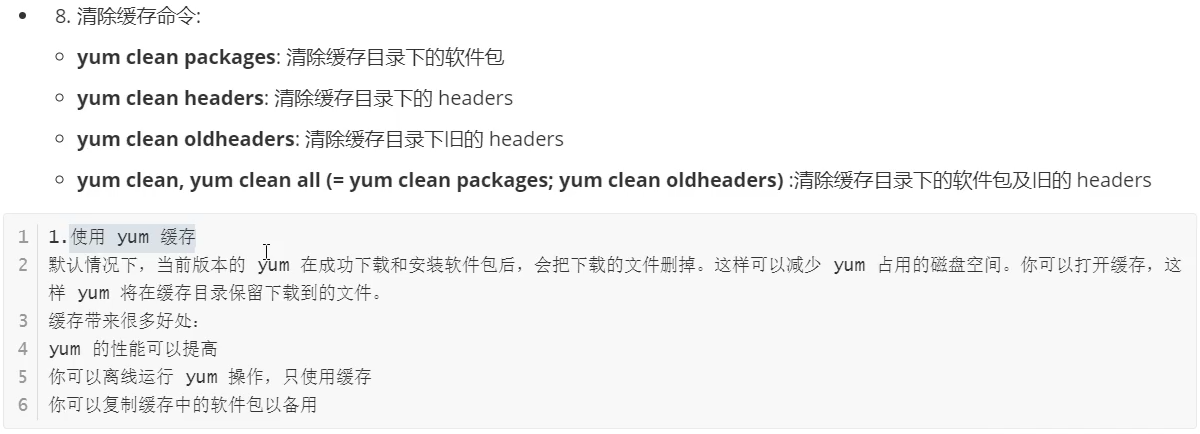 8. 清除缓存命令:
yum clean packages: 清除缓存目录下的软件包
yum clean headers: 清除缓存目录下的 headers
yum clean oldheaders: 清除缓存目录下旧的 headers
yum clean, yum clean all (= yum clean packages; yum clean oldheaders) :清除缓存目录下的软件包及旧的 headers
1 1.使用 yum 缓存
2 默认情况下，当前版本的 yum 在成功下载和安装软件包后，会把下载的文件删掉。这样可以减少 yum 占用的磁盘空间。你可以打开缓存，这
样 yum 将在缓存目录保留下载到的文件。
3 缓存带来很多好处：
4 yum 的性能可以提高
5 你可以离线运行 yum 操作，只使用缓存
6 你可以复制缓存中的软件包以备用